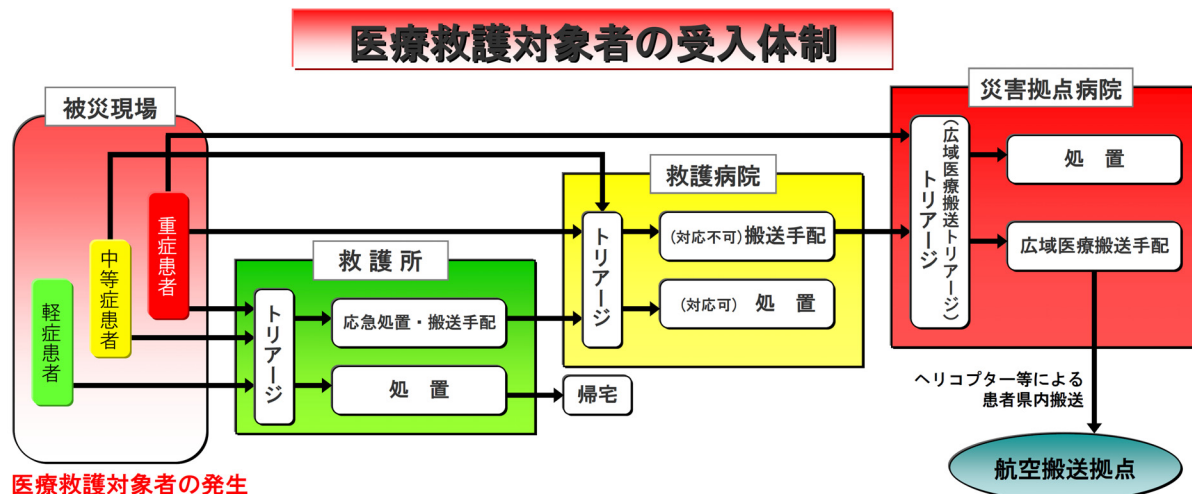 医療救護対象者の受入体制
被災現場
重症患者
中等症患者
軽症患者
医療救護対象者の発生
救護所
トリアージ
応急処置・搬送手配
処 置
帰宅
救護病院
トリアージ
(対応不可)搬送手配
(対応可) 処 置
災害拠点病院
トリアージ
(広域医療搬送トリアージ)
処 置
広域医療搬送手配
ヘリコプター等による
患者県内搬送
航空搬送拠点